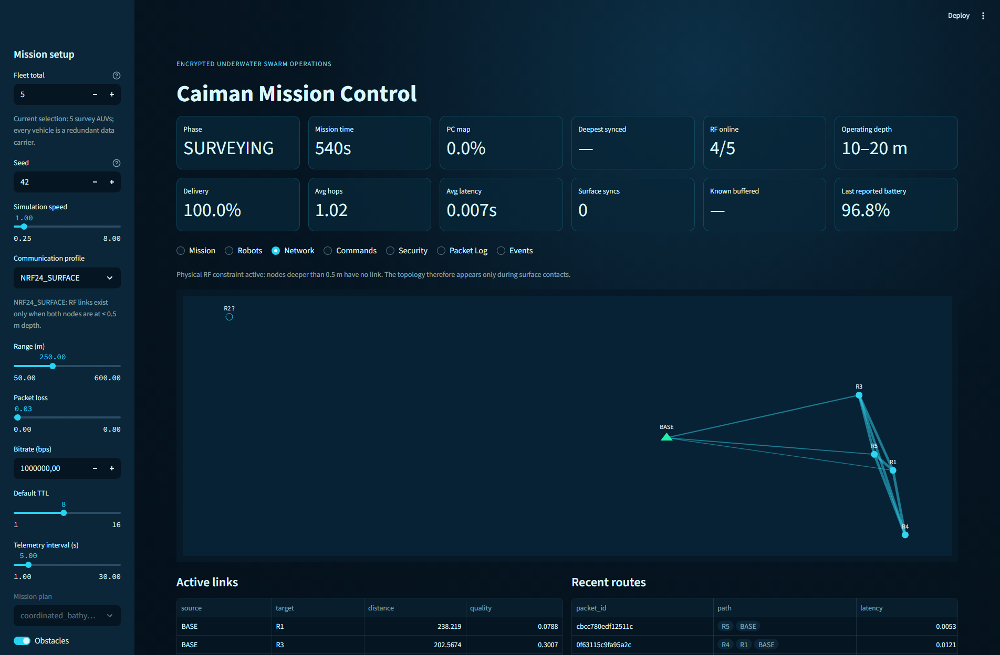 Deploy
Mission setup
Fleet total
5
Current selection: 5 survey AUVs;
every vehicle is a redundant data
carrier.
Seed
42
Simulation speed
1.00
0.25 8.00
Communication profile
NRF24_SURFACE
NRF24_SURFACE: RF links exist
only when both nodes are at ≤ 0.5
m depth.
Range (m)
250.00
50.00 600.00
Packet loss
0.03
0.00 0.80
Bitrate (bps)
1000000,00
Default TTL
8
1 16
Telemetry interval (s)
5.00
1.00 30.00
Mission plan
coordinated_bathy...
Obstacles
ENCRYPTED UNDERWATER SWARM OPERATIONS
Caiman Mission Control
Phase
SURVEYING
Mission time
540s
PC map
0.0%
Deepest synced
—
RF online
4/5
Operating depth
10–20 m
Delivery
100.0%
Avg hops
1.02
Avg latency
0.007s
Surface syncs
0
Known buffered
—
Last reported battery
96.8%
Mission Robots Network Commands Security Packet Log Events
Physical RF constraint active: nodes deeper than 0.5 m have no link. The topology therefore appears only during surface contacts.
R2 ?
R3
BASE
R5
R1
R4
Active links
source target distance quality
BASE R1 238.219 0.0788
BASE R3 202.5674 0.3007
Recent routes
packet_id path latency
cbcc780edf12511c R5 BASE 0.0053
0f63115c9fa95a2c R4 R1 BASE 0.0121